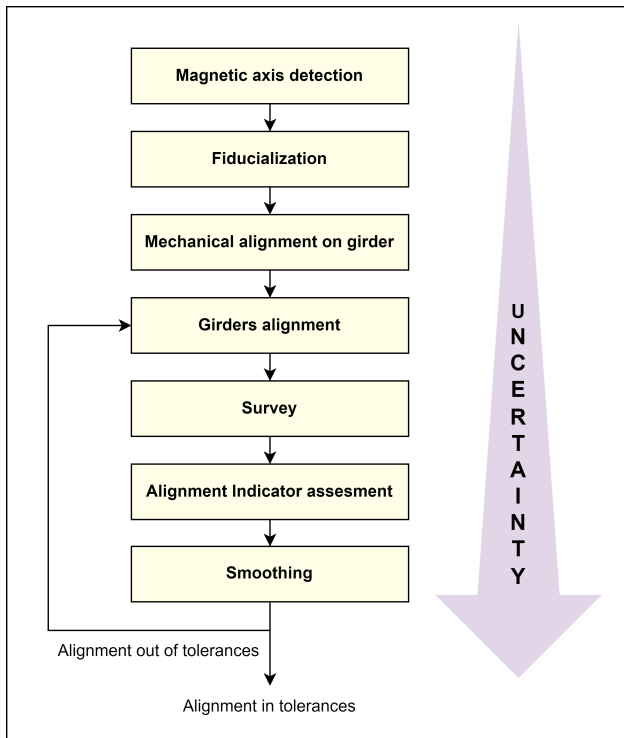 Magnetic axis detection
Fiducialization
Mechanical alignment on girder
Girders alignment
Survey
Alignment Indicator assesment
Smoothing
Alignment out of tolerances
Alignment in tolerances
UNCERTAINTY